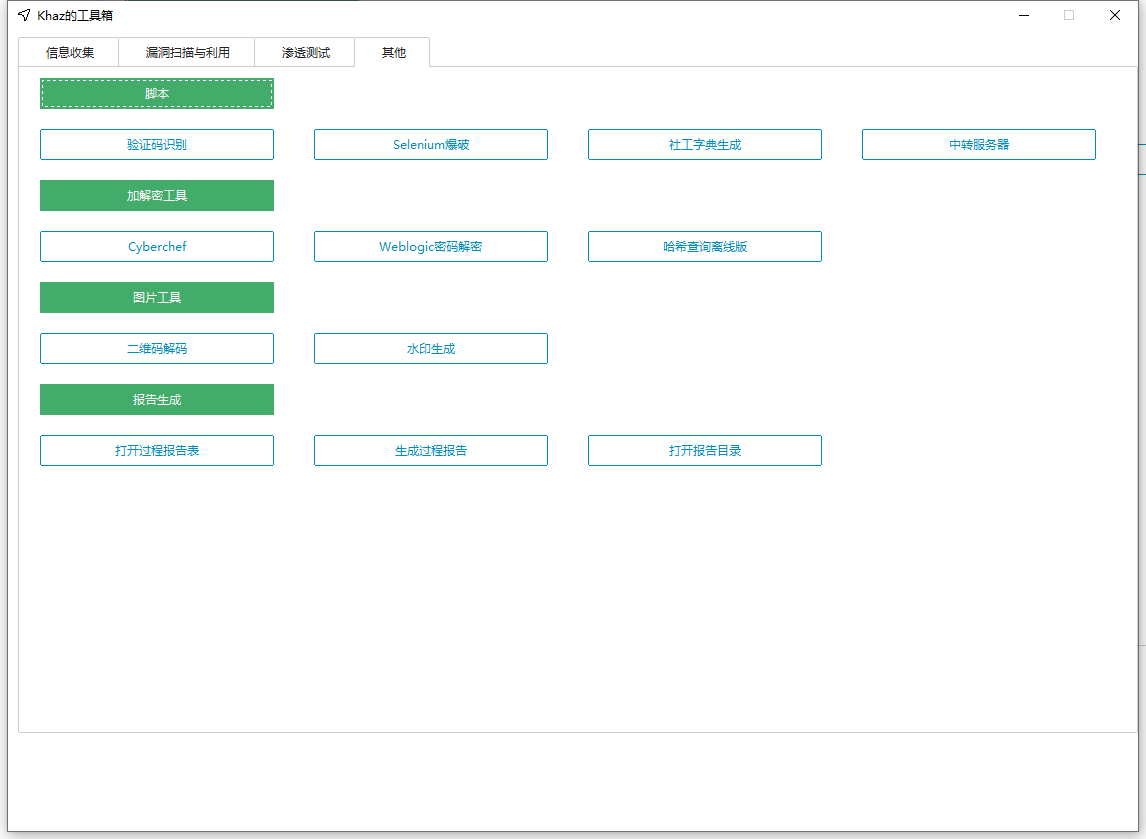 Khaz的工具箱
信息收集 漏洞扫描与利用 渗透测试 其他
脚本
验证码识别 Selenium爆破 社工字典生成 中转服务器
加解密工具
Cyberchef Weblogic密码解密 哈希查询离线版
图片工具
二维码解码 水印生成
报告生成
打开过程报告表 生成过程报告 打开报告目录